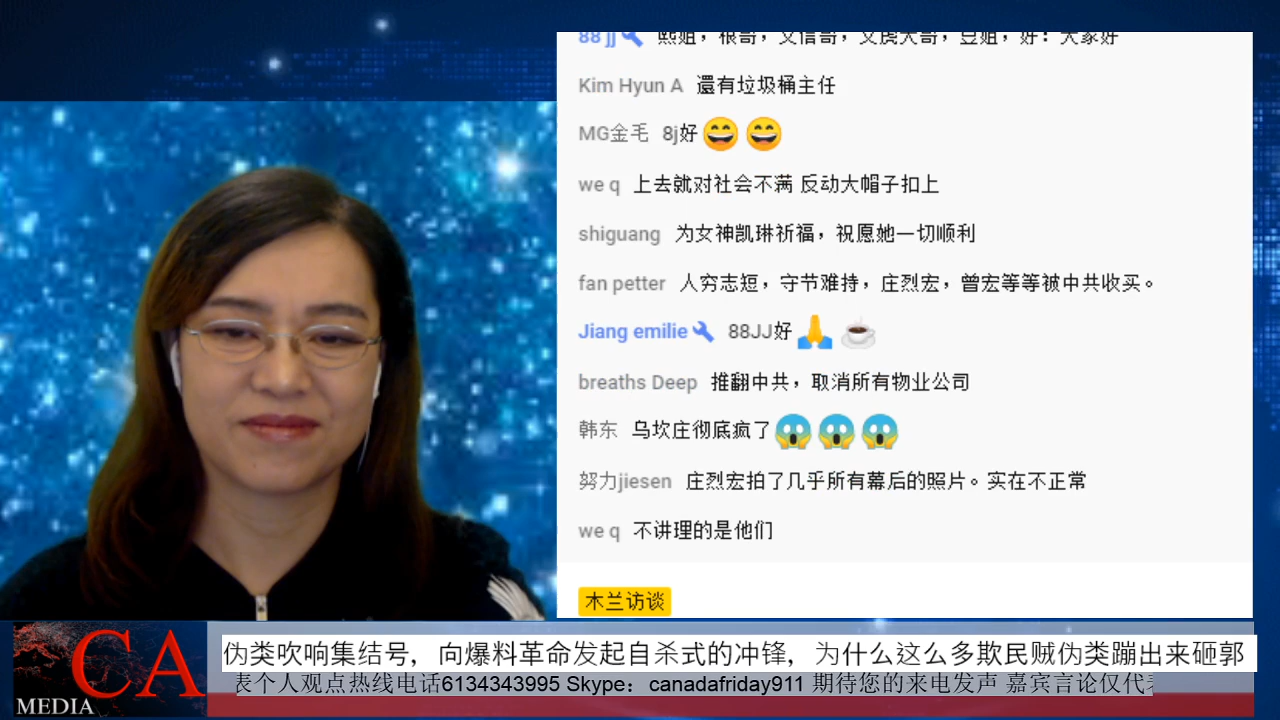 88 jj 熙姐，根哥，艾信哥，艾虎大哥，豆姐，好：大家好
Kim Hyun A 還有垃圾桶主任
MG金毛 8j好
we q 上去就对社会不满 反动大帽子扣上
shiguang 为女神凯琳祈福，祝愿她一切顺利
fan petter 人穷志短，守节难持，庄烈宏，曾宏等等被中共收买。
Jiang emilie 88JJ好
breaths Deep 推翻中共，取消所有物业公司
韩东 乌坎庄彻底疯了
努力jiesen 庄烈宏拍了几乎所有幕后的照片。实在不正常
we q 不讲理的是他们
木兰访谈
CA
MEDIA
伪类吹响集结号，向爆料革命发起自杀式的冲锋，为什么这么多欺民贼伪类蹦出来砸郭
表个人观点热线电话6134343995 Skype：canadafriday911 期待您的来电发声 嘉宾言论仅代表